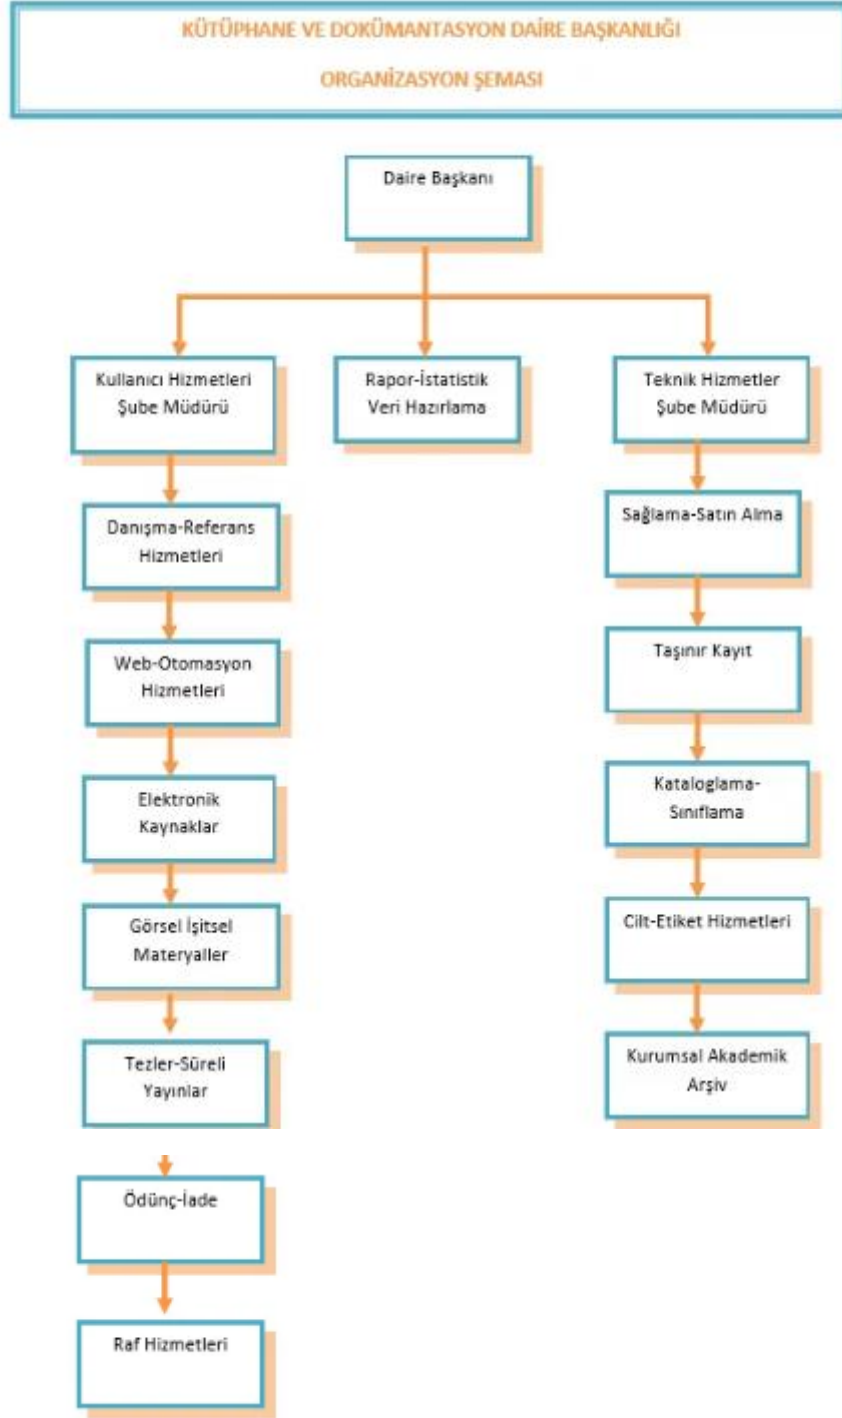 KÜTÜPHANE VE DOKÜMANTASYON DAİRE BAŞKANLIĞI
ORGANİZASYON ŞEMASI
Daire Başkanı
Kullanıcı Hizmetleri
Şube Müdürü
Rapor-İstatistik
Veri Hazırlama
Teknik Hizmetler
Şube Müdürü
Danışma-Referans
Hizmetleri
Web-Otomasyon
Hizmetleri
Elektronik
Kaynaklar
Görsel İşitsel
Materyaller
Tezler-Süreli
Yayınlar
Ödünç-İade
Raf Hizmetleri
Sağlama-Satın Alma
Taşınır Kayıt
Kataloglama-
Sınıflama
Cilt-Etiket Hizmetleri
Kurumsal Akademik
Arşiv